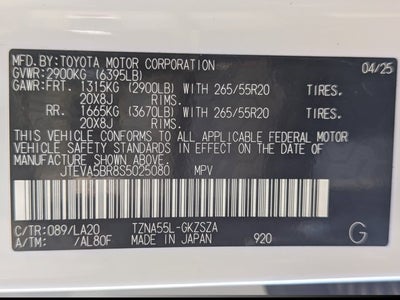 MFD.BY:TOYOTA MOTOR CORPORATION 04/25
GVWR:2900KG (6395LB)
GAWR:FRT. 1315KG (2900LB) WITH 265/55R20 TIRES.
20X8J RIMS.
RR. 1665KG (3670LB) WITH 265/55R20 TIRES.
20X8J RIMS.
THIS VEHICLE CONFORMS TO ALL APPLICABLE FEDERAL MOTOR
VEHICLE SAFETY STANDARDS IN EFFECT ON THE DATE OF
MANUFACTURE SHOWN ABOVE.
JTEVA5BR8S5025080 MPV
C/TR:089/LA20 TZNA55L-GKZSZA
A/TM: /AL80F MADE IN JAPAN 920 G